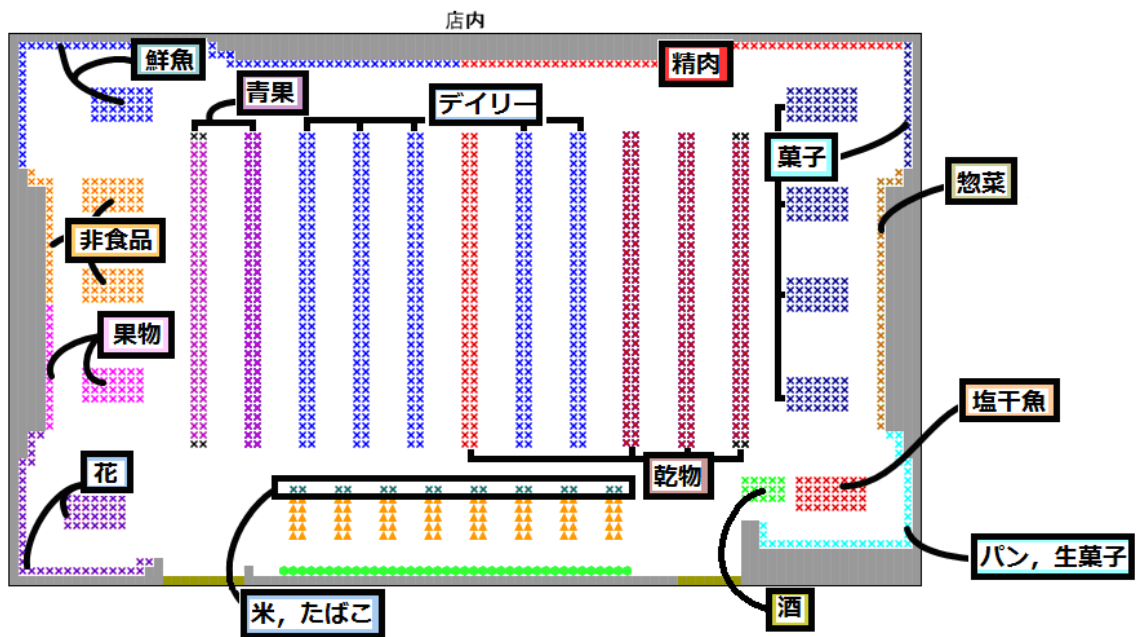 店内
鮮魚
精肉
青果
デイリー
菓子
惣菜
非食品
果物
塩干魚
花
乾物
パン，生菓子
米，たばこ
酒